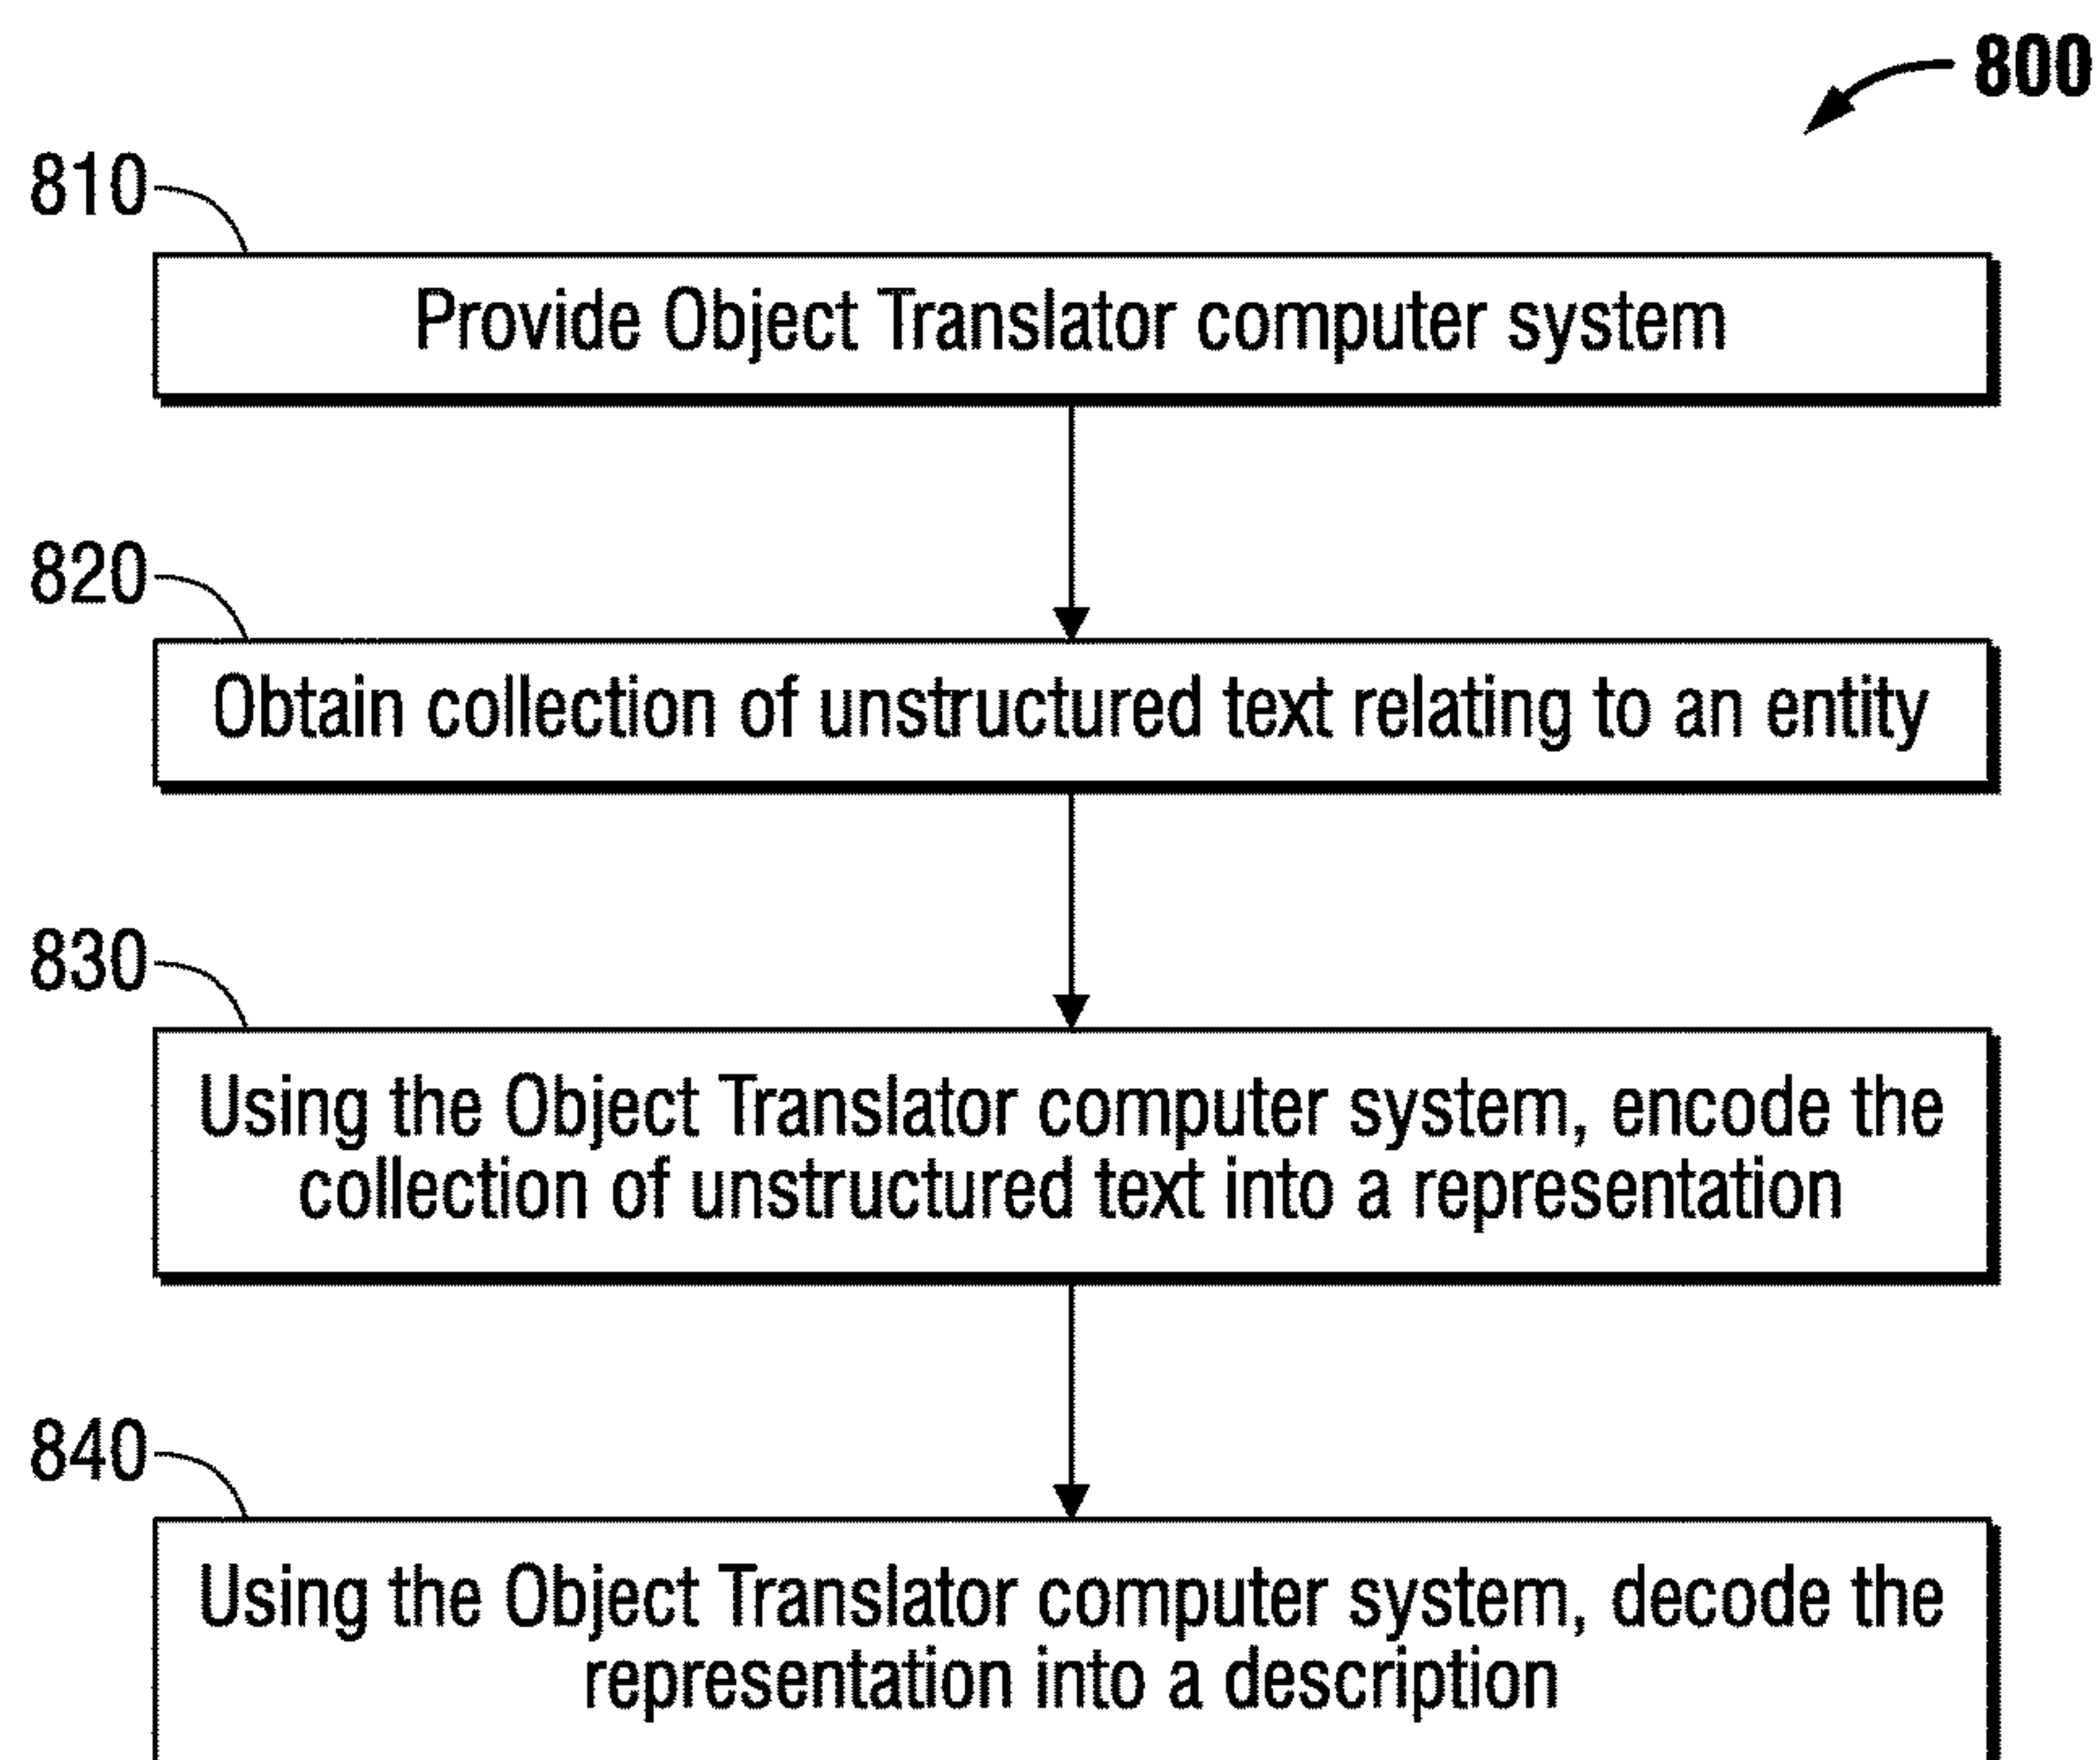 800
810
Provide Object Translator computer system
820
Obtain collection of unstructured text relating to an entity
830
Using the Object Translator computer system, encode the
collection of unstructured text into a representation
840
Using the Object Translator computer system, decode the
representation into a description